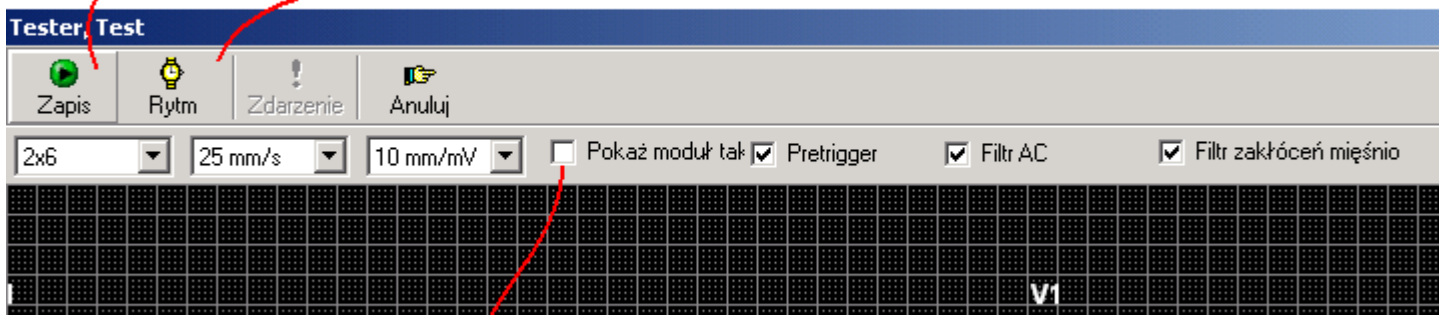 Tester, Test
Zapis Rytm Zdarzenie Anuluj
2x6 25 mm/s 10 mm/mV Pokaż moduł tak Pretrigger Filtr AC Filtr zakłóceń mięśnio
V1